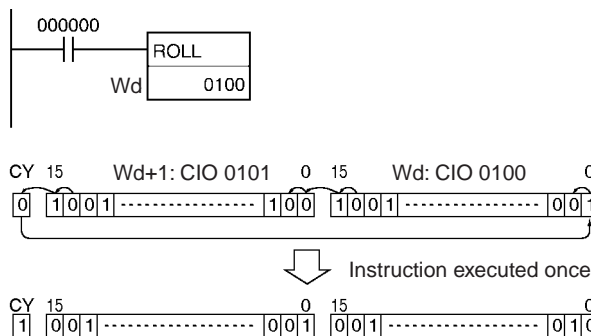 000000
ROLL
Wd 0100
CY 15 Wd+1: CIO 0101 0 15 Wd: CIO 0100 0
0 1 0 0 1 1 0 0 1 0 0 1 0 0 1
Instruction executed once
CY 15 0 15 0
1 0 0 1 0 0 1 0 0 1 0 1 0